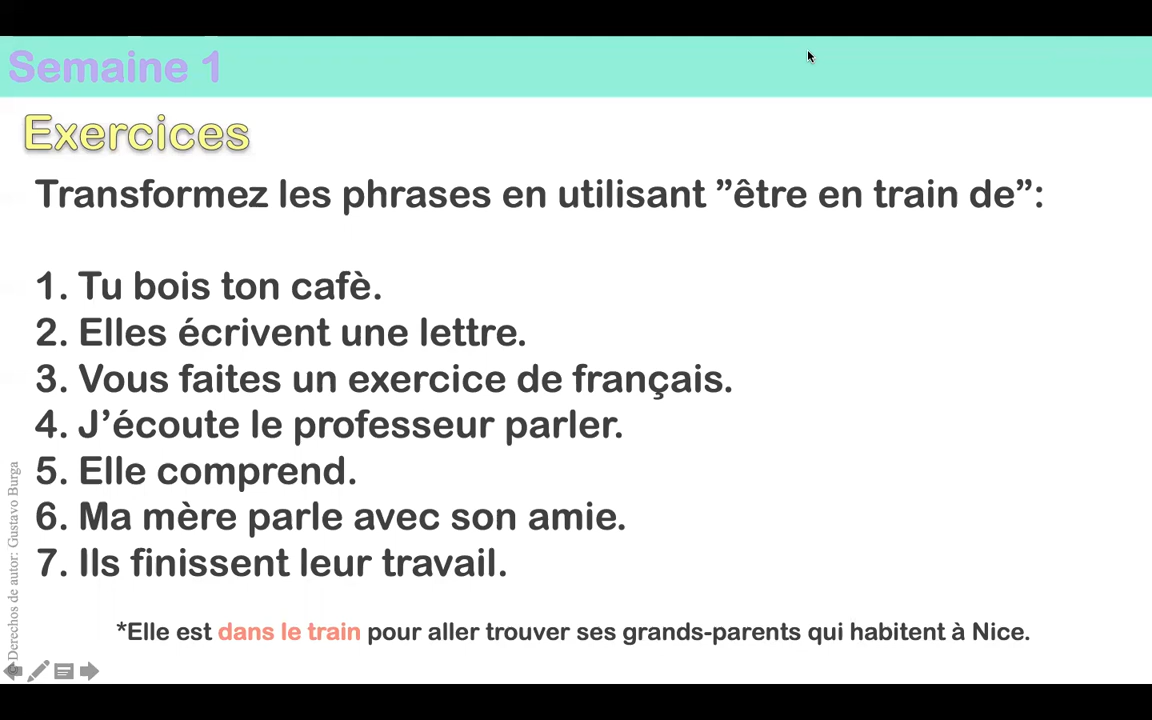 Semaine 1
Exercices
Transformez les phrases en utilisant ”être en train de”:
1. Tu bois ton cafè.
2. Elles écrivent une lettre.
3. Vous faites un exercice de français.
4. J’écoute le professeur parler.
5. Elle comprend.
6. Ma mère parle avec son amie.
7. Ils finissent leur travail.
*Elle est dans le train pour aller trouver ses grands-parents qui habitent à Nice.
©Derechos de autor: Gustavo Burga